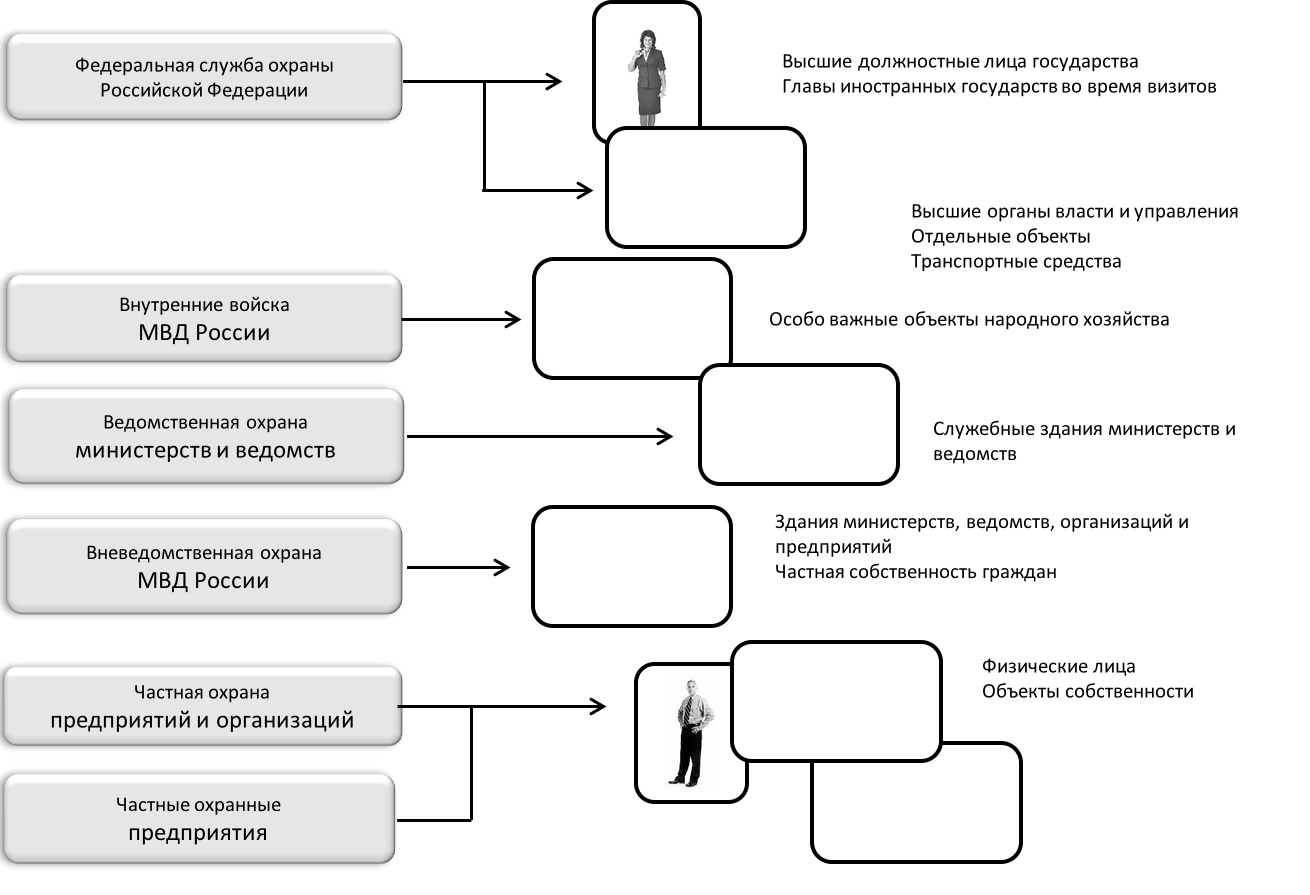 Федеральная служба охраны
Российской Федерации
Высшие должностные лица государства
Главы иностранных государств во время визитов
Высшие органы власти и управления
Отдельные объекты
Транспортные средства
Внутренние войска
МВД России
Особо важные объекты народного хозяйства
Ведомственная охрана
министерств и ведомств
Служебные здания министерств и
ведомств
Вневедомственная охрана
МВД России
Здания министерств, ведомств, организаций и
предприятий
Частная собственность граждан
Частная охрана
предприятий и организаций
Физические лица
Объекты собственности
Частные охранные
предприятия